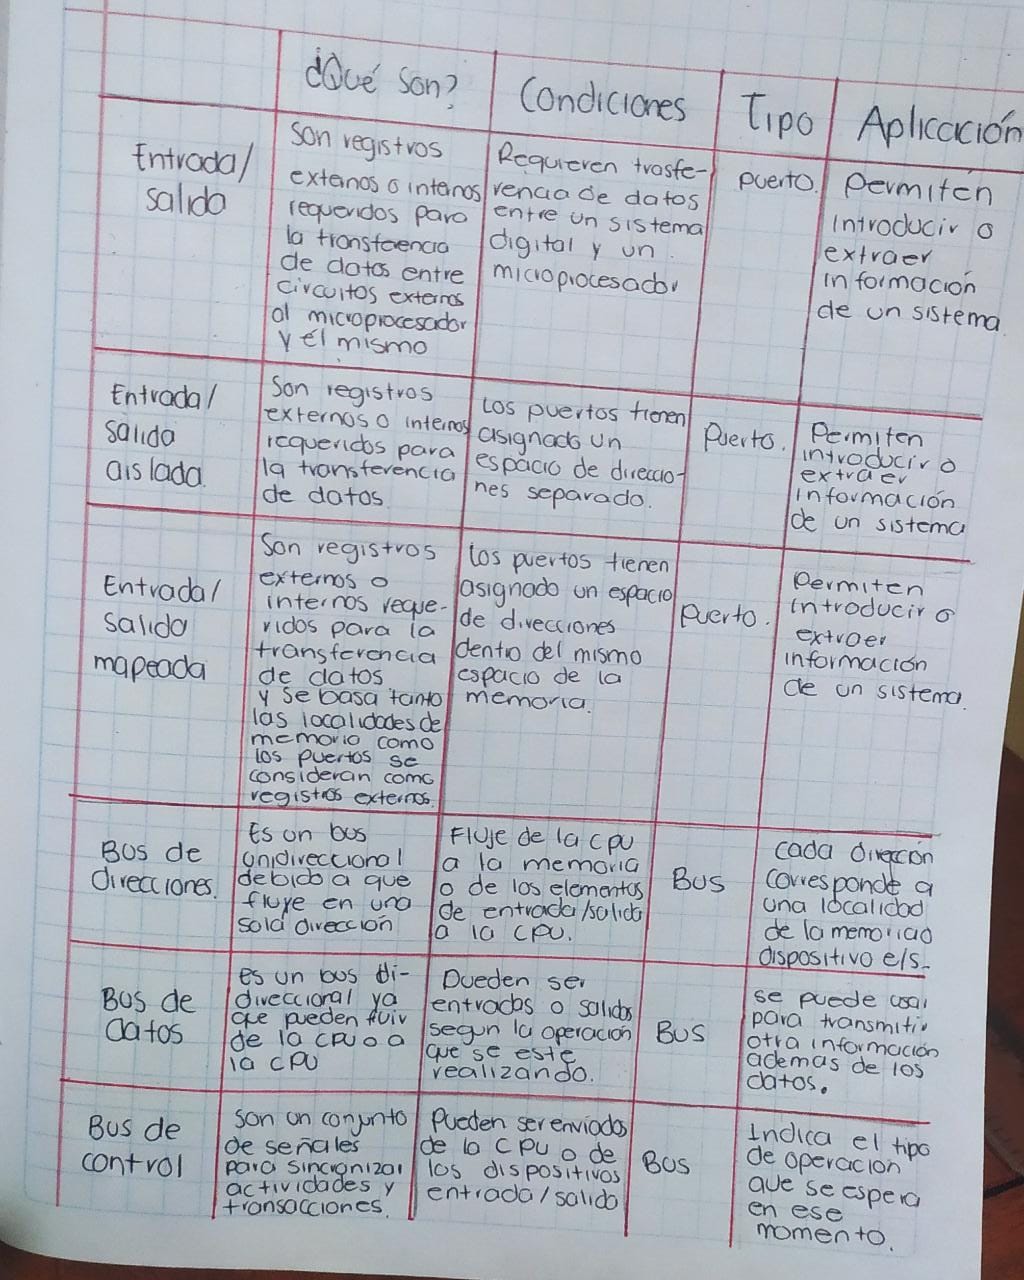 ¿Qué son?
Condiciones
Tipo
Aplicación
Entrada/
salida
Son registros
externos o internos
requeridos para
la transferencia
de datos entre
circuitos externos
al microprocesador
y él mismo
Requieren trasfe-
rencia de datos
entre un sistema
digital y un
microprocesador
puerto.
Permiten
introducir o
extraer
información
de un sistema.
Entrada/
salida
aislada.
Son registros
externos o internos
requeridos para
la transferencia
de datos.
Los puertos tienen
asignado un
espacio de direccio-
nes separado.
Puerto.
Permiten
introducir o
extraer
información
de un sistema
Entrada/
salida
mapeada
Son registros
externos o
internos reque-
ridos para la
transferencia
de datos
y se basa tanto
las localidades de
memoria como
los puertos se
consideran como
registros externos.
Los puertos tienen
asignado un espacio
de direcciones
dentro del mismo
espacio de la
memoria.
Puerto.
Permiten
introducir o
extraer
información
de un sistema.
Bus de
direcciones.
Es un bus
unidireccional
debido a que
fluye en una
sola dirección
Fluje de la cpu
a la memoria
o de los elementos
de entrada/salida
a la CPU.
Bus
cada dirección
corresponde a
una localidad
de la memoria o
dispositivo e/s.
Bus de
datos
es un bus di-
direccional ya
que pueden fluir
de la CPU o a
la CPU
Pueden ser
entradas o salidas
segun la operación
que se este
realizando.
Bus
se puede usar
para transmitir
otra información
ademas de los
datos.
Bus de
control
son un conjunto
de señales
para sincronizar
actividades y
transacciones.
Pueden ser enviados
de la CPU o de
los dispositivos
entrada/salida
Bus
Indica el tipo
de operación
que se espera
en ese
momento.